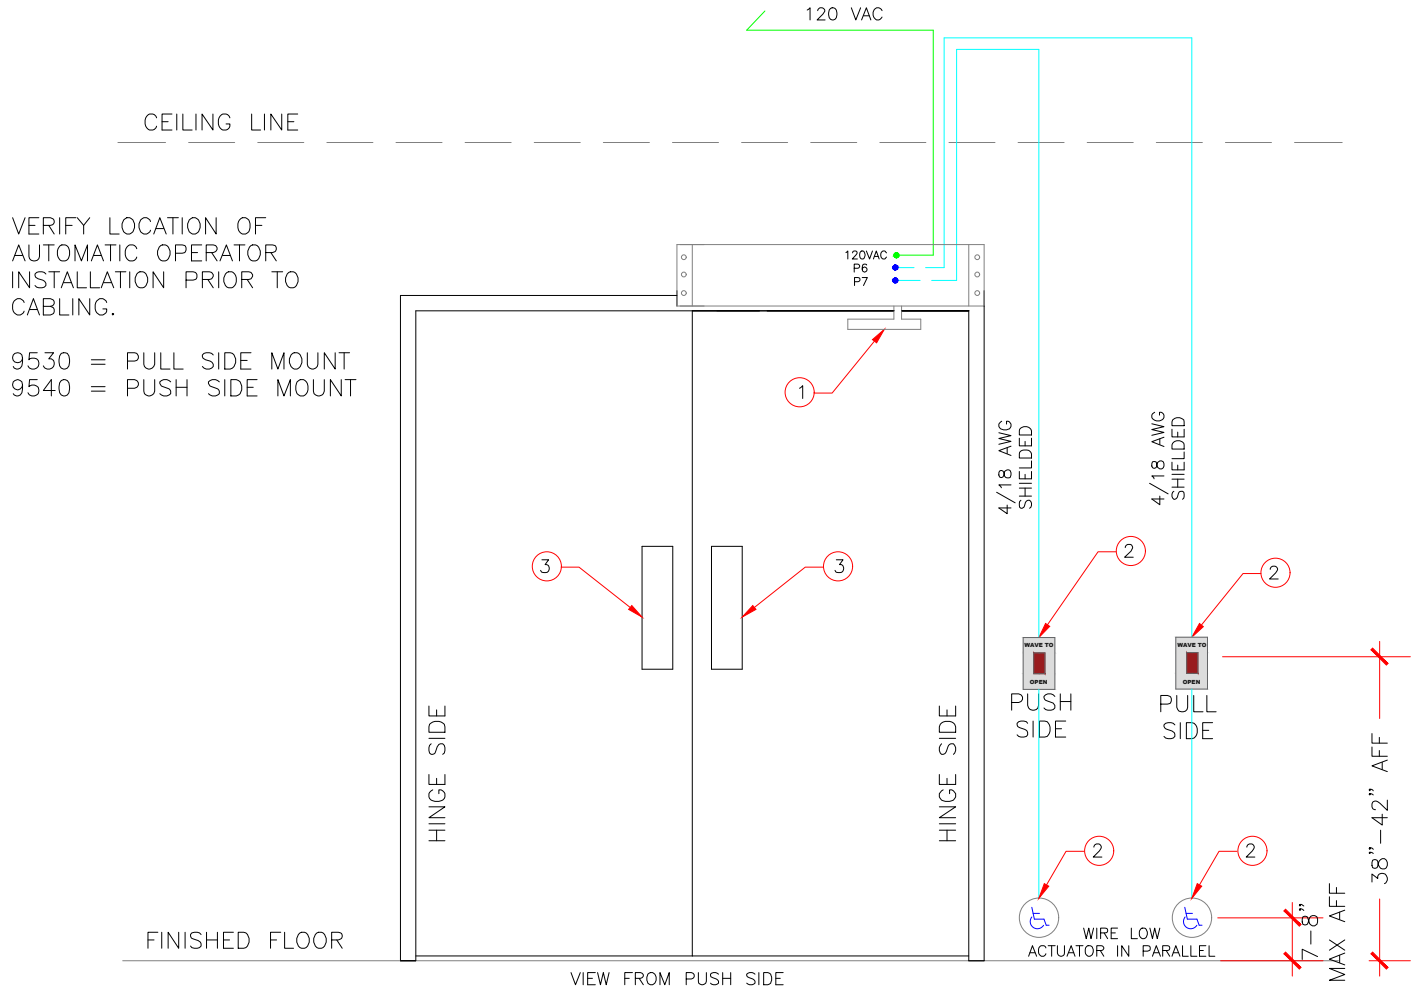 120 VAC
CEILING LINE
VERIFY LOCATION OF
AUTOMATIC OPERATOR
INSTALLATION PRIOR TO
CABLING.
9530 = PULL SIDE MOUNT
9540 = PUSH SIDE MOUNT
120VAC
P6
P7
1
4/18 AWG
SHIELDED
4/18 AWG
SHIELDED
3
3
2
2
WAVE TO
OPEN
PUSH
SIDE
WAVE TO
OPEN
PULL
SIDE
HINGE SIDE
HINGE SIDE
38"-42" AFF
2
2
7-8"
MAX AFF
WIRE LOW
ACTUATOR IN PARALLEL
FINISHED FLOOR
VIEW FROM PUSH SIDE